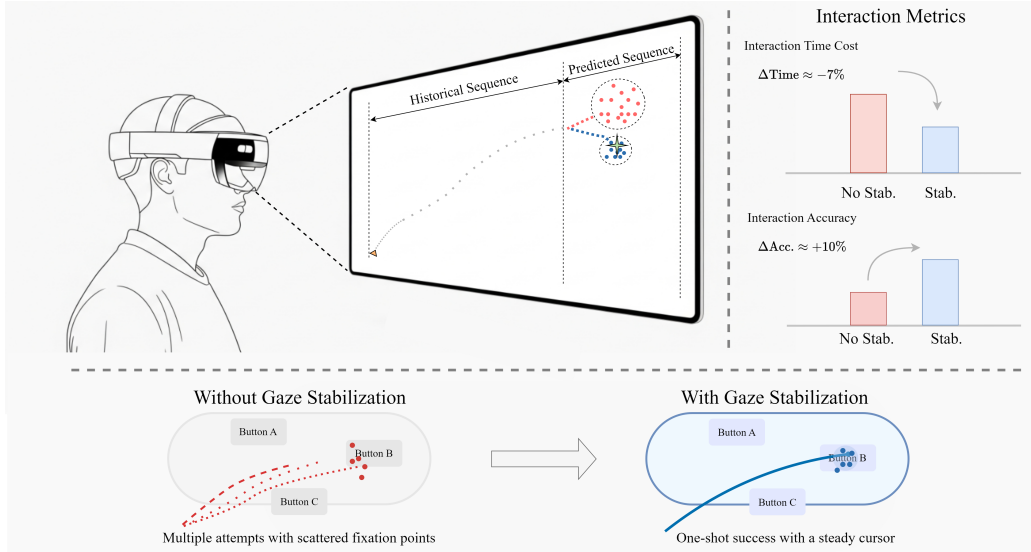 Historical Sequence
Predicted Sequence
Interaction Metrics
Interaction Time Cost
ΔTime ≈ −7%
No Stab.
Stab.
Interaction Accuracy
ΔAcc. ≈ +10%
No Stab.
Stab.
Without Gaze Stabilization
Button A
Button B
Button C
Multiple attempts with scattered fixation points
With Gaze Stabilization
Button A
Button B
Button C
One-shot success with a steady cursor